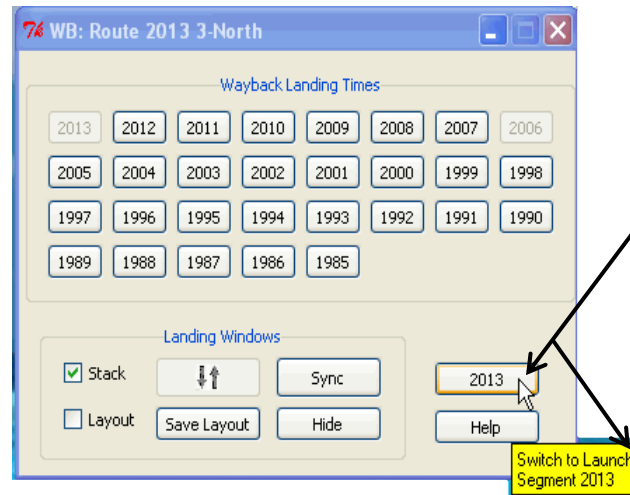 WB: Route 2013 3-North
Wayback Landing Times
2013 2012 2011 2010 2009 2008 2007 2006
2005 2004 2003 2002 2001 2000 1999 1998
1997 1996 1995 1994 1993 1992 1991 1990
1989 1988 1987 1986 1985
Landing Windows
Stack Sync 2013
Layout Save Layout Hide Help
Switch to Launch
Segment 2013